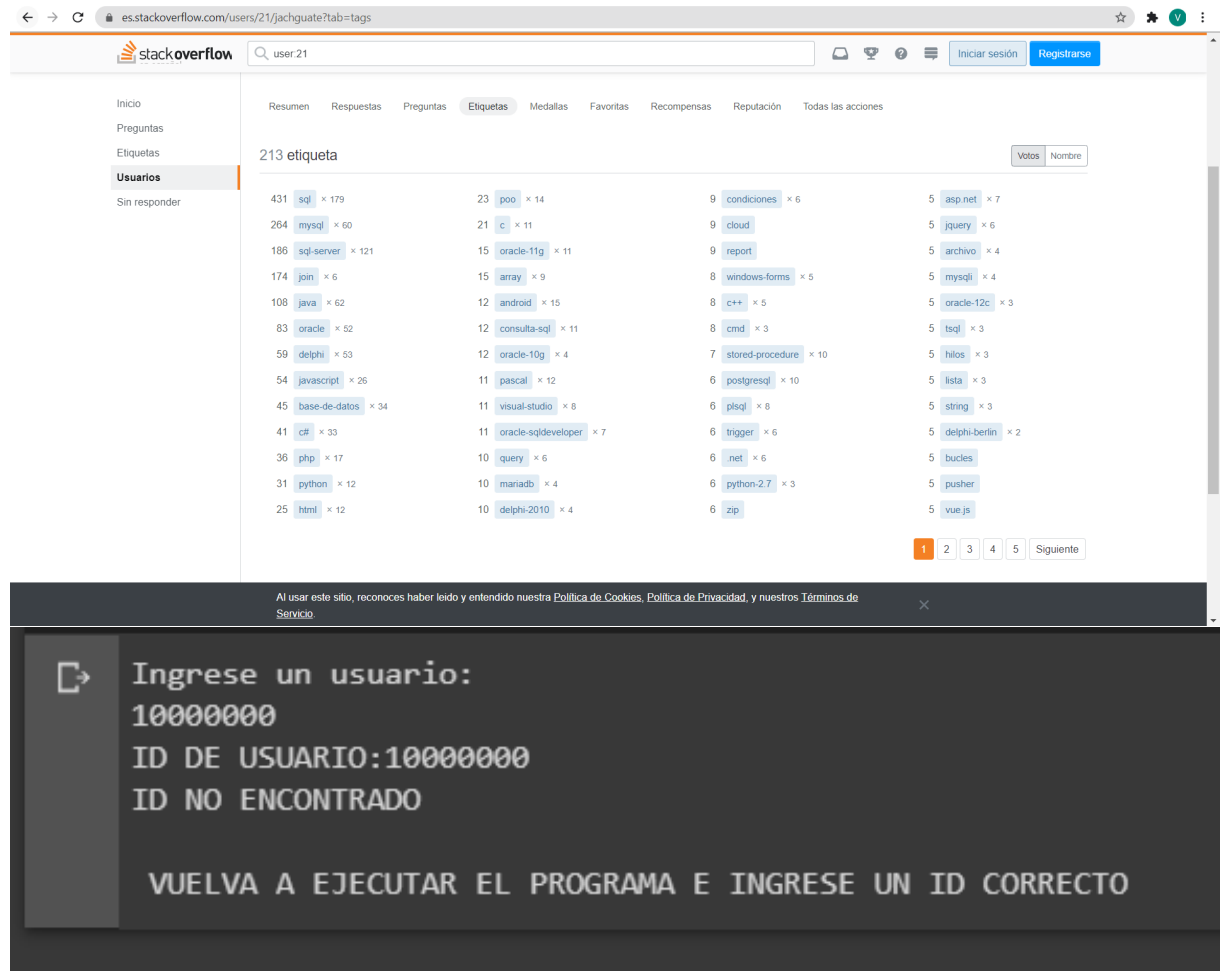 es.stackoverflow.com/users/21/jachguate?tab=tags
V
stackoverflow
user:21
Iniciar sesión
Registrarse
Inicio
Preguntas
Etiquetas
Usuarios
Sin responder
Resumen Respuestas Preguntas Etiquetas Medallas Favoritas Recompensas Reputación Todas las acciones
213 etiqueta
Votos Nombre
431 sql × 179 23 poo × 14 9 condiciones × 6 5 asp.net × 7
264 mysql × 60 21 c × 11 9 cloud 5 jquery × 6
186 sql-server × 121 15 oracle-11g × 11 9 report 5 archivo × 4
174 join × 6 15 array × 9 8 windows-forms × 5 5 mysqli × 4
108 java × 62 12 android × 15 8 c++ × 5 5 oracle-12c × 3
83 oracle × 52 12 consulta-sql × 11 8 cmd × 3 5 tsql × 3
59 delphi × 53 12 oracle-10g × 4 7 stored-procedure × 10 5 hilos × 3
54 javascript × 26 11 pascal × 12 6 postgresql × 10 5 lista × 3
45 base-de-datos × 34 11 visual-studio × 8 6 plsql × 8 5 string × 3
41 c# × 33 11 oracle-sqldeveloper × 7 6 trigger × 6 5 delphi-berlin × 2
36 php × 17 10 query × 6 6 .net × 6 5 bucles
31 python × 12 10 mariadb × 4 6 python-2.7 × 3 5 pusher
25 html × 12 10 delphi-2010 × 4 6 zip 5 vue.js
1 2 3 4 5 Siguiente
Al usar este sitio, reconoces haber leido y entendido nuestra Política de Cookies, Política de Privacidad, y nuestros Términos de
Servicio.
Ingrese un usuario:
10000000
ID DE USUARIO:10000000
ID NO ENCONTRADO
VUELVA A EJECUTAR EL PROGRAMA E INGRESE UN ID CORRECTO